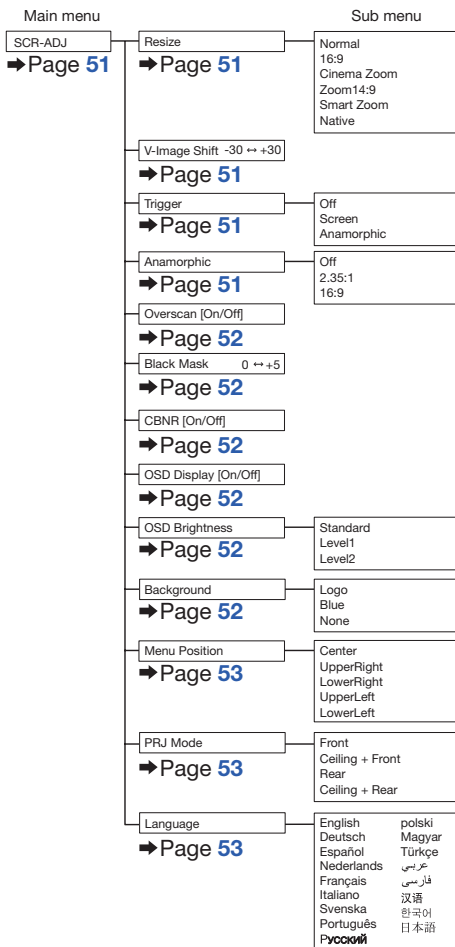 Main menu
Sub menu
SCR-ADJ
➡Page 51
Resize
➡Page 51
Normal
16:9
Cinema Zoom
Zoom14:9
Smart Zoom
Native
V-Image Shift -30 ↔ +30
➡Page 51
Trigger
➡Page 51
Off
Screen
Anamorphic
Anamorphic
➡Page 51
Off
2.35:1
16:9
Overscan [On/Off]
➡Page 52
Black Mask 0 ↔ +5
➡Page 52
CBNR [On/Off]
➡Page 52
OSD Display [On/Off]
➡Page 52
OSD Brightness
➡Page 52
Standard
Level1
Level2
Background
➡Page 52
Logo
Blue
None
Menu Position
➡Page 53
Center
UpperRight
LowerRight
UpperLeft
LowerLeft
PRJ Mode
➡Page 53
Front
Ceiling + Front
Rear
Ceiling + Rear
Language
➡Page 53
English
Deutsch
Español
Nederlands
Français
Italiano
Svenska
Português
Русский
polski
Magyar
Türkçe
عربي
فارسی
汉语
한국어
日本語